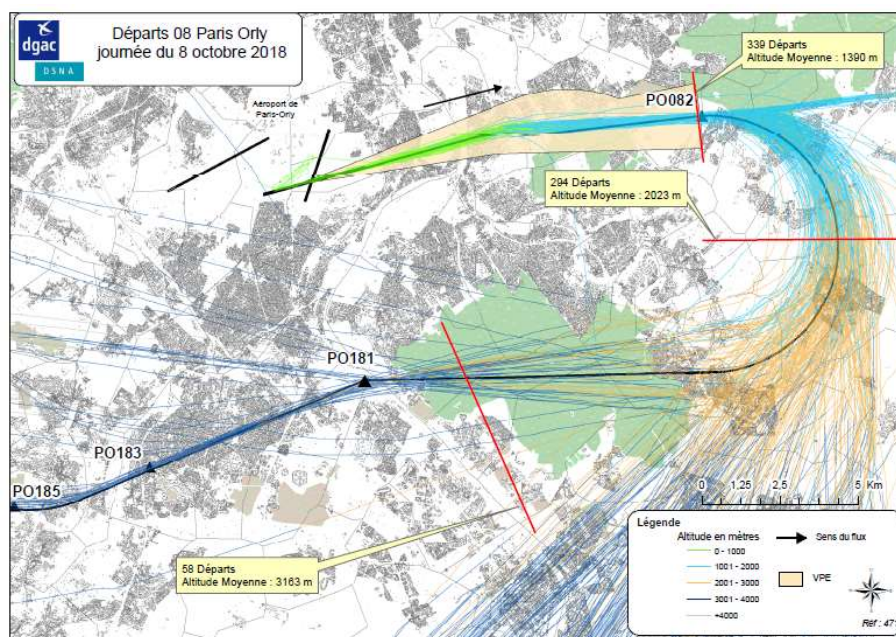 dgac
DSNA
Départs 08 Paris Orly
journée du 8 octobre 2018
339 Départs
Altitude Moyenne : 1390 m
PO082
Aéroport de
Paris-Orly
294 Départs
Altitude Moyenne : 2023 m
PO181
PO183
PO185
0 1,25 2,5 5 Km
58 Départs
Altitude Moyenne : 3163 m
Légende
Altitude en mètres
0 - 1000
1001 - 2000
2001 - 3000
3001 - 4000
+4000
Sens du flux
VPE
Réf : 47